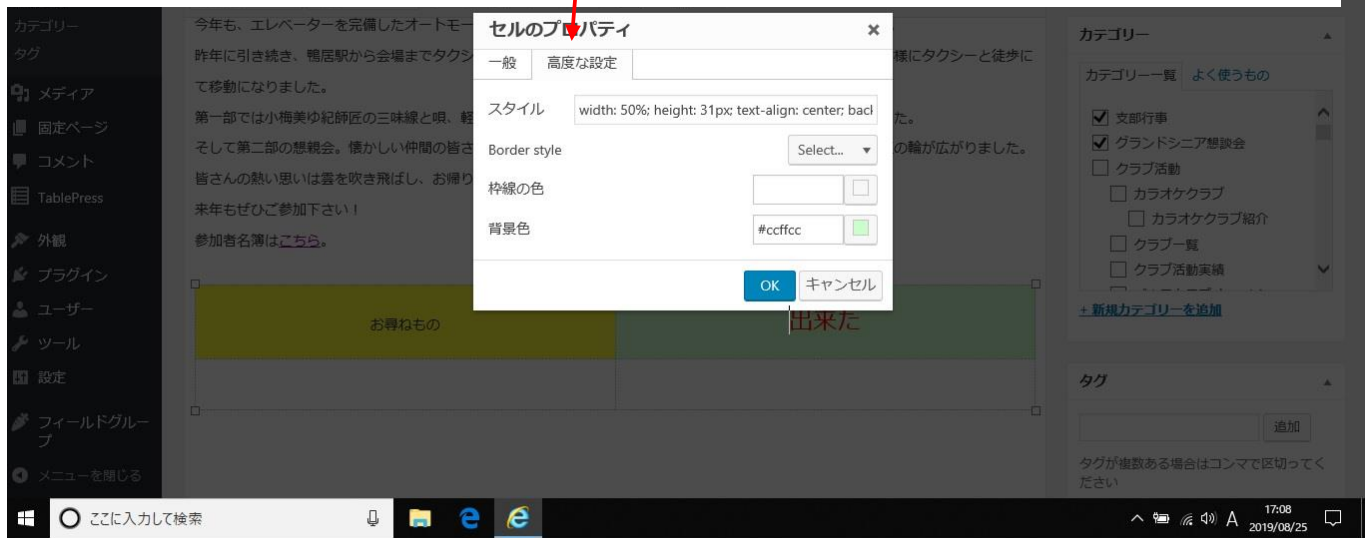 カテゴリー
タグ
メディア
固定ページ
コメント
TablePress
外観
プラグイン
ユーザー
ツール
設定
フィールドグルー
プ
メニューを閉じる
今年も、エレベーターを完備したオートモー
昨年に引き続き、鴨居駅から会場までタクシ
様にタクシーと徒歩に
て移動になりました。
第一部では小梅美ゆ紀師匠の三味線と唄、軽
た。
そして第二部の懇親会。懐かしい仲間の皆さ
の輪が広がりました。
皆さんの熱い思いは雲を吹き飛ばし、お帰り
来年もぜひご参加下さい！
参加者名簿はこちら。
お尋ねもの
出来た
セルのプロパティ
×
一般 高度な設定
スタイル width: 50%; height: 31px; text-align: center; back
Border style Select...
枠線の色
背景色 #ccffcc
OK キャンセル
カテゴリー
カテゴリー一覧 よく使うもの
支部行事
グランドシニア懇談会
クラブ活動
カラオケクラブ
カラオケクラブ紹介
クラブ一覧
クラブ活動実績
+ 新規カテゴリーを追加
タグ
追加
タグが複数ある場合はコンマで区切ってく
ださい
ここに入力して検索
A
17:08
2019/08/25